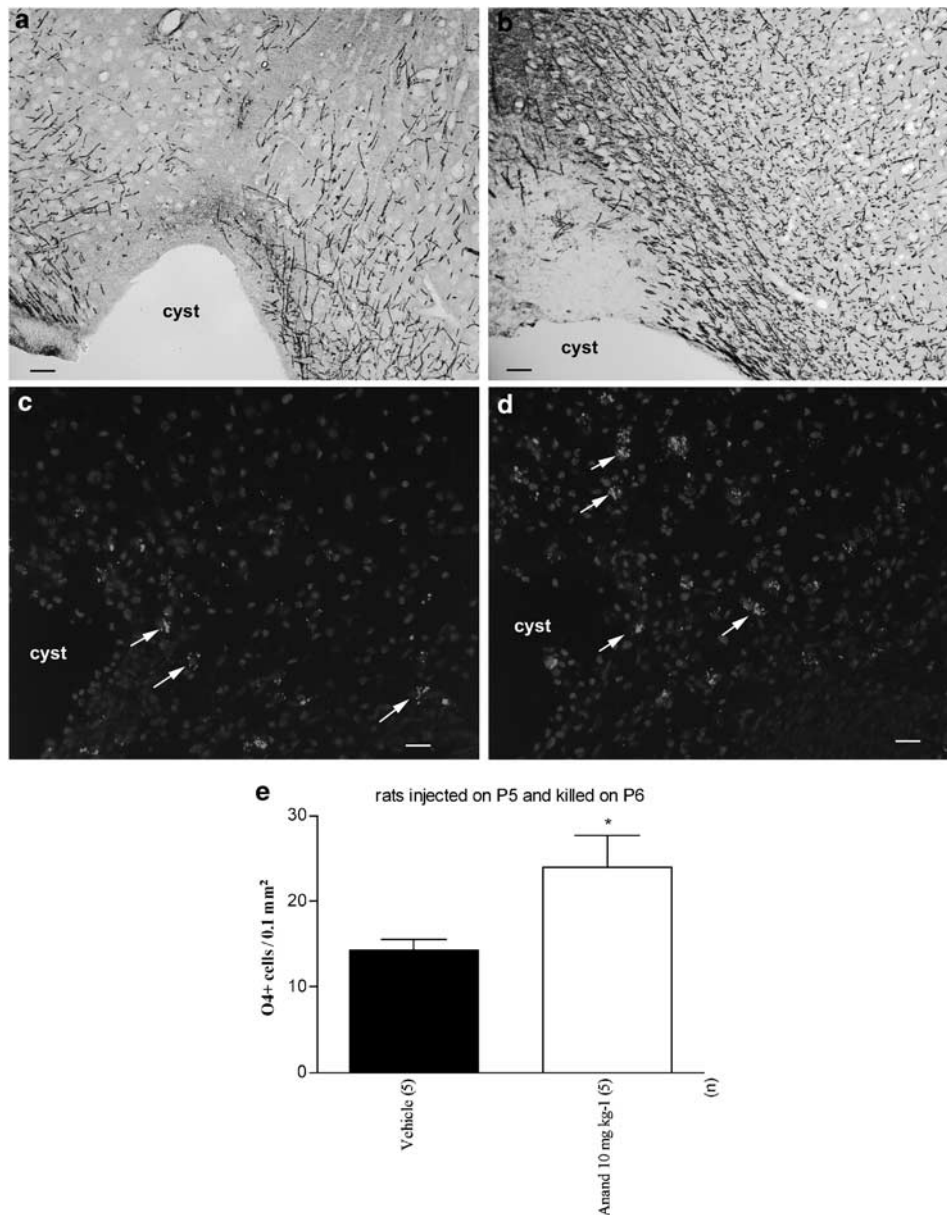 a
b
cyst
cyst
c
d
cyst
cyst
e
rats injected on P5 and killed on P6
30
*
20
10
0
O4+ cells / 0.1 mm²
Vehicle (5)
Anand 10 mg kg-1 (5)
(n)